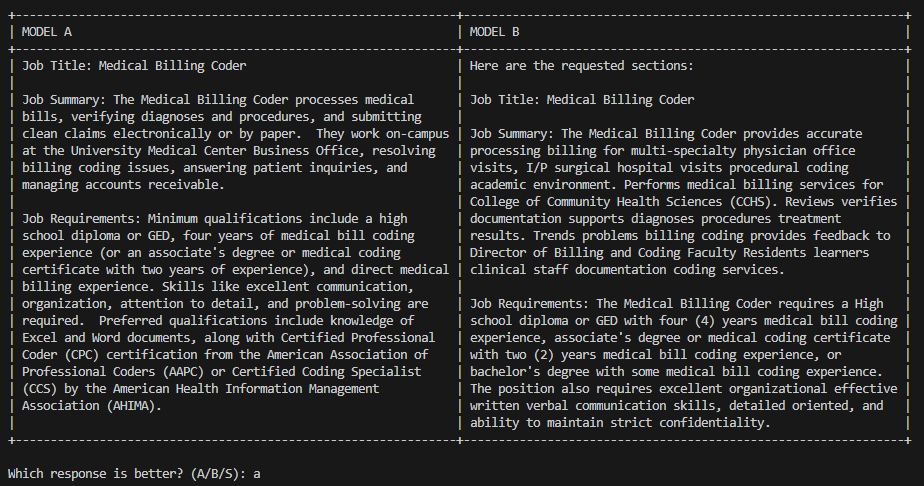 MODEL A
Job Title: Medical Billing Coder
Job Summary: The Medical Billing Coder processes medical
bills, verifying diagnoses and procedures, and submitting
clean claims electronically or by paper.  They work on-campus
at the University Medical Center Business Office, resolving
billing coding issues, answering patient inquiries, and
managing accounts receivable.
Job Requirements: Minimum qualifications include a high
school diploma or GED, four years of medical bill coding
experience (or an associate's degree or medical coding
certificate with two years of experience), and direct medical
billing experience. Skills like excellent communication,
organization, attention to detail, and problem-solving are
required.  Preferred qualifications include knowledge of
Excel and Word documents, along with Certified Professional
Coder (CPC) certification from the American Association of
Professional Coders (AAPC) or Certified Coding Specialist
(CCS) by the American Health Information Management
Association (AHIMA).
MODEL B
Here are the requested sections:
Job Title: Medical Billing Coder
Job Summary: The Medical Billing Coder provides accurate
processing billing for multi-specialty physician office
visits, I/P surgical hospital visits procedural coding
academic environment. Performs medical billing services for
College of Community Health Sciences (CCHS). Reviews verifies
documentation supports diagnoses procedures treatment
results. Trends problems billing coding provides feedback to
Director of Billing and Coding Faculty Residents learners
clinical staff documentation coding services.
Job Requirements: The Medical Billing Coder requires a High
school diploma or GED with four (4) years medical bill coding
experience, associate's degree or medical coding certificate
with two (2) years medical bill coding experience, or
bachelor's degree with some medical bill coding experience.
The position also requires excellent organizational effective
written verbal communication skills, detailed oriented, and
ability to maintain strict confidentiality.
Which response is better? (A/B/S): a